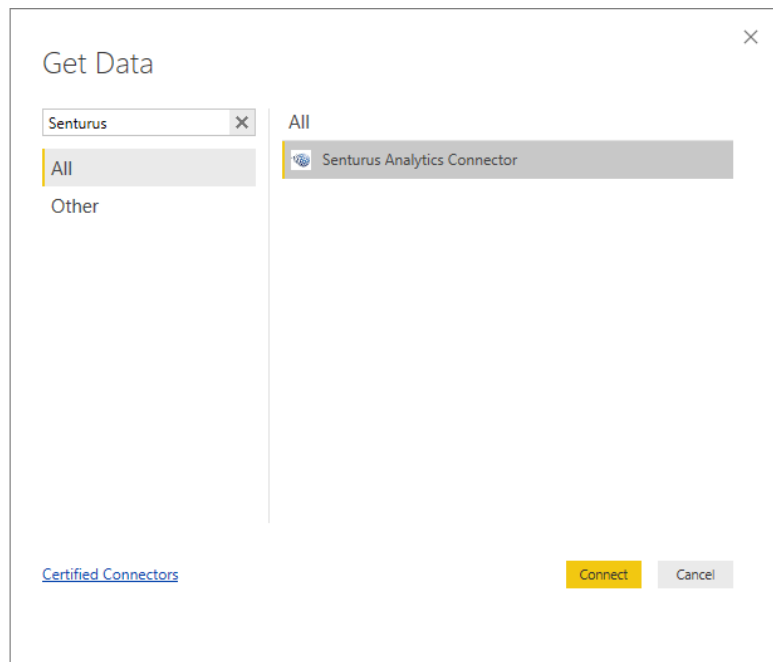 Get Data
Senturus
All
Other
All
Senturus Analytics Connector
Certified Connectors
Connect
Cancel